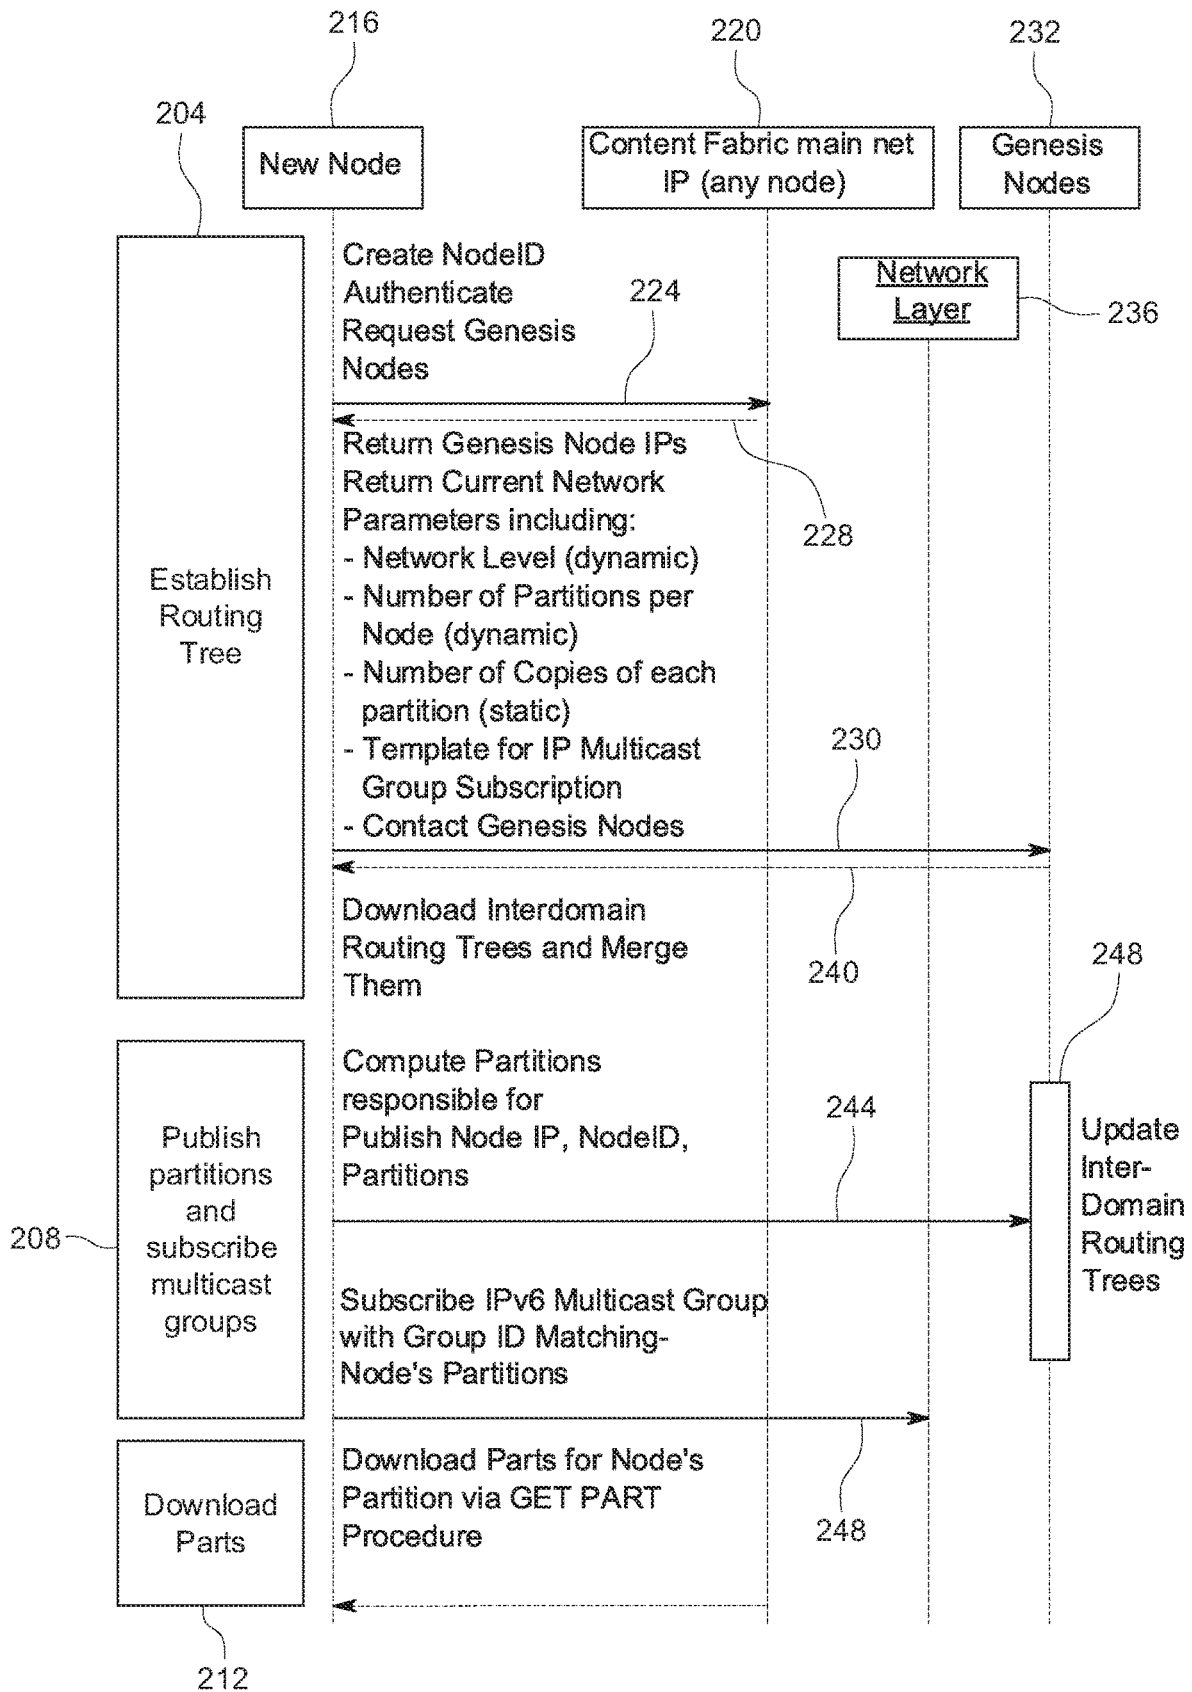 216
220
232
204
New Node
Content Fabric main net
IP (any node)
Genesis
Nodes
Create NodeID
Authenticate
Request Genesis
Nodes
224
Network
Layer
236
Return Genesis Node IPs
Return Current Network
Parameters including:
- Network Level (dynamic)
- Number of Partitions per
Node (dynamic)
- Number of Copies of each
partition (static)
- Template for IP Multicast
Group Subscription
- Contact Genesis Nodes
228
230
Establish
Routing
Tree
Download Interdomain
Routing Trees and Merge
Them
240
248
Publish
partitions
and
subscribe
multicast
groups
208
Compute Partitions
responsible for
Publish Node IP, NodeID,
Partitions
244
Update
Inter-
Domain
Routing
Trees
Subscribe IPv6 Multicast Group
with Group ID Matching-
Node's Partitions
Download
Parts
Download Parts for Node's
Partition via GET PART
Procedure
248
212